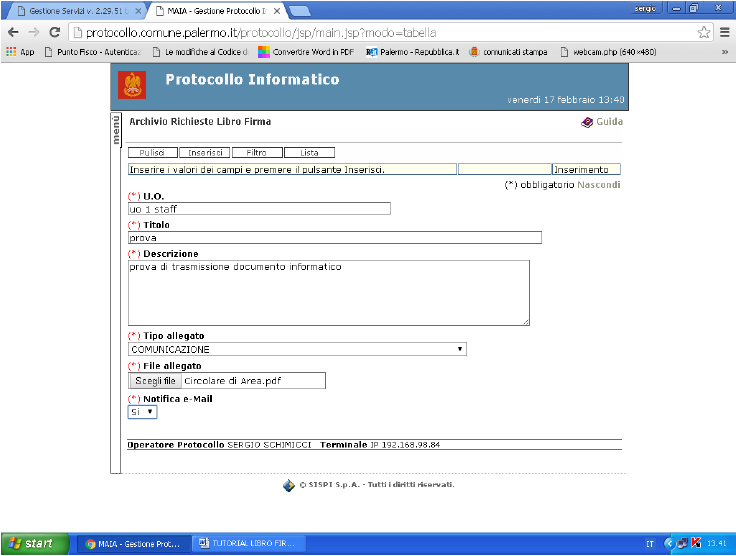 Gestione Servizi v. 2.29.51 b
MAIA - Gestione Protocollo I
sergio
protocollo.comune.palermo.it/protocollo/jsp/main.jsp?modo=tabella
App
Punto Fisco - Autenticaz
Le modifiche al Codice de
Convertire Word in PDF
Palermo - Repubblica.it
comunicati stampa
webcam.php (640×480)
»
Protocollo Informatico
venerdi 17 febbraio 13:40
menù
Archivio Richieste Libro Firma
Guida
Pulisci Inserisci Filtro Lista
Inserire i valori dei campi e premere il pulsante Inserisci. Inserimento
(*) obbligatorio Nascondi
(*) U.O.
uo 1 staff
(*) Titolo
prova
(*) Descrizione
prova di trasmissione documento informatico
(*) Tipo allegato
COMUNICAZIONE
(*) File allegato
Scegli file Circolare di Area.pdf
(*) Notifica e-Mail
Si
Operatore Protocollo SERGIO SCHIMICCI Terminale IP 192.168.98.84
© SISPI S.p.A. - Tutti i diritti riservati.
start
MAIA - Gestione Prot...
TUTORIAL LIBRO FIR...
IT
13.41